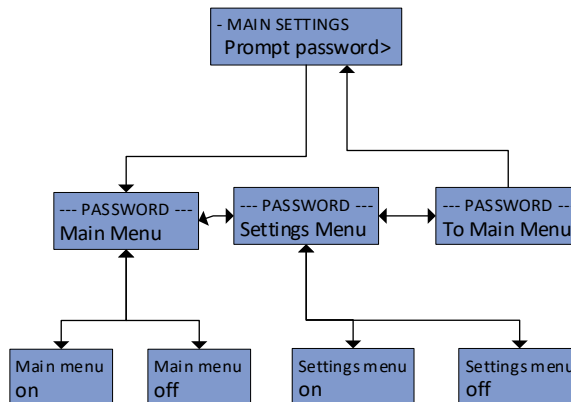 - MAIN SETTINGS
Prompt password>
--- PASSWORD ---
Main Menu
--- PASSWORD ---
Settings Menu
--- PASSWORD ---
To Main Menu
Main menu
on
Main menu
off
Settings menu
on
Settings menu
off